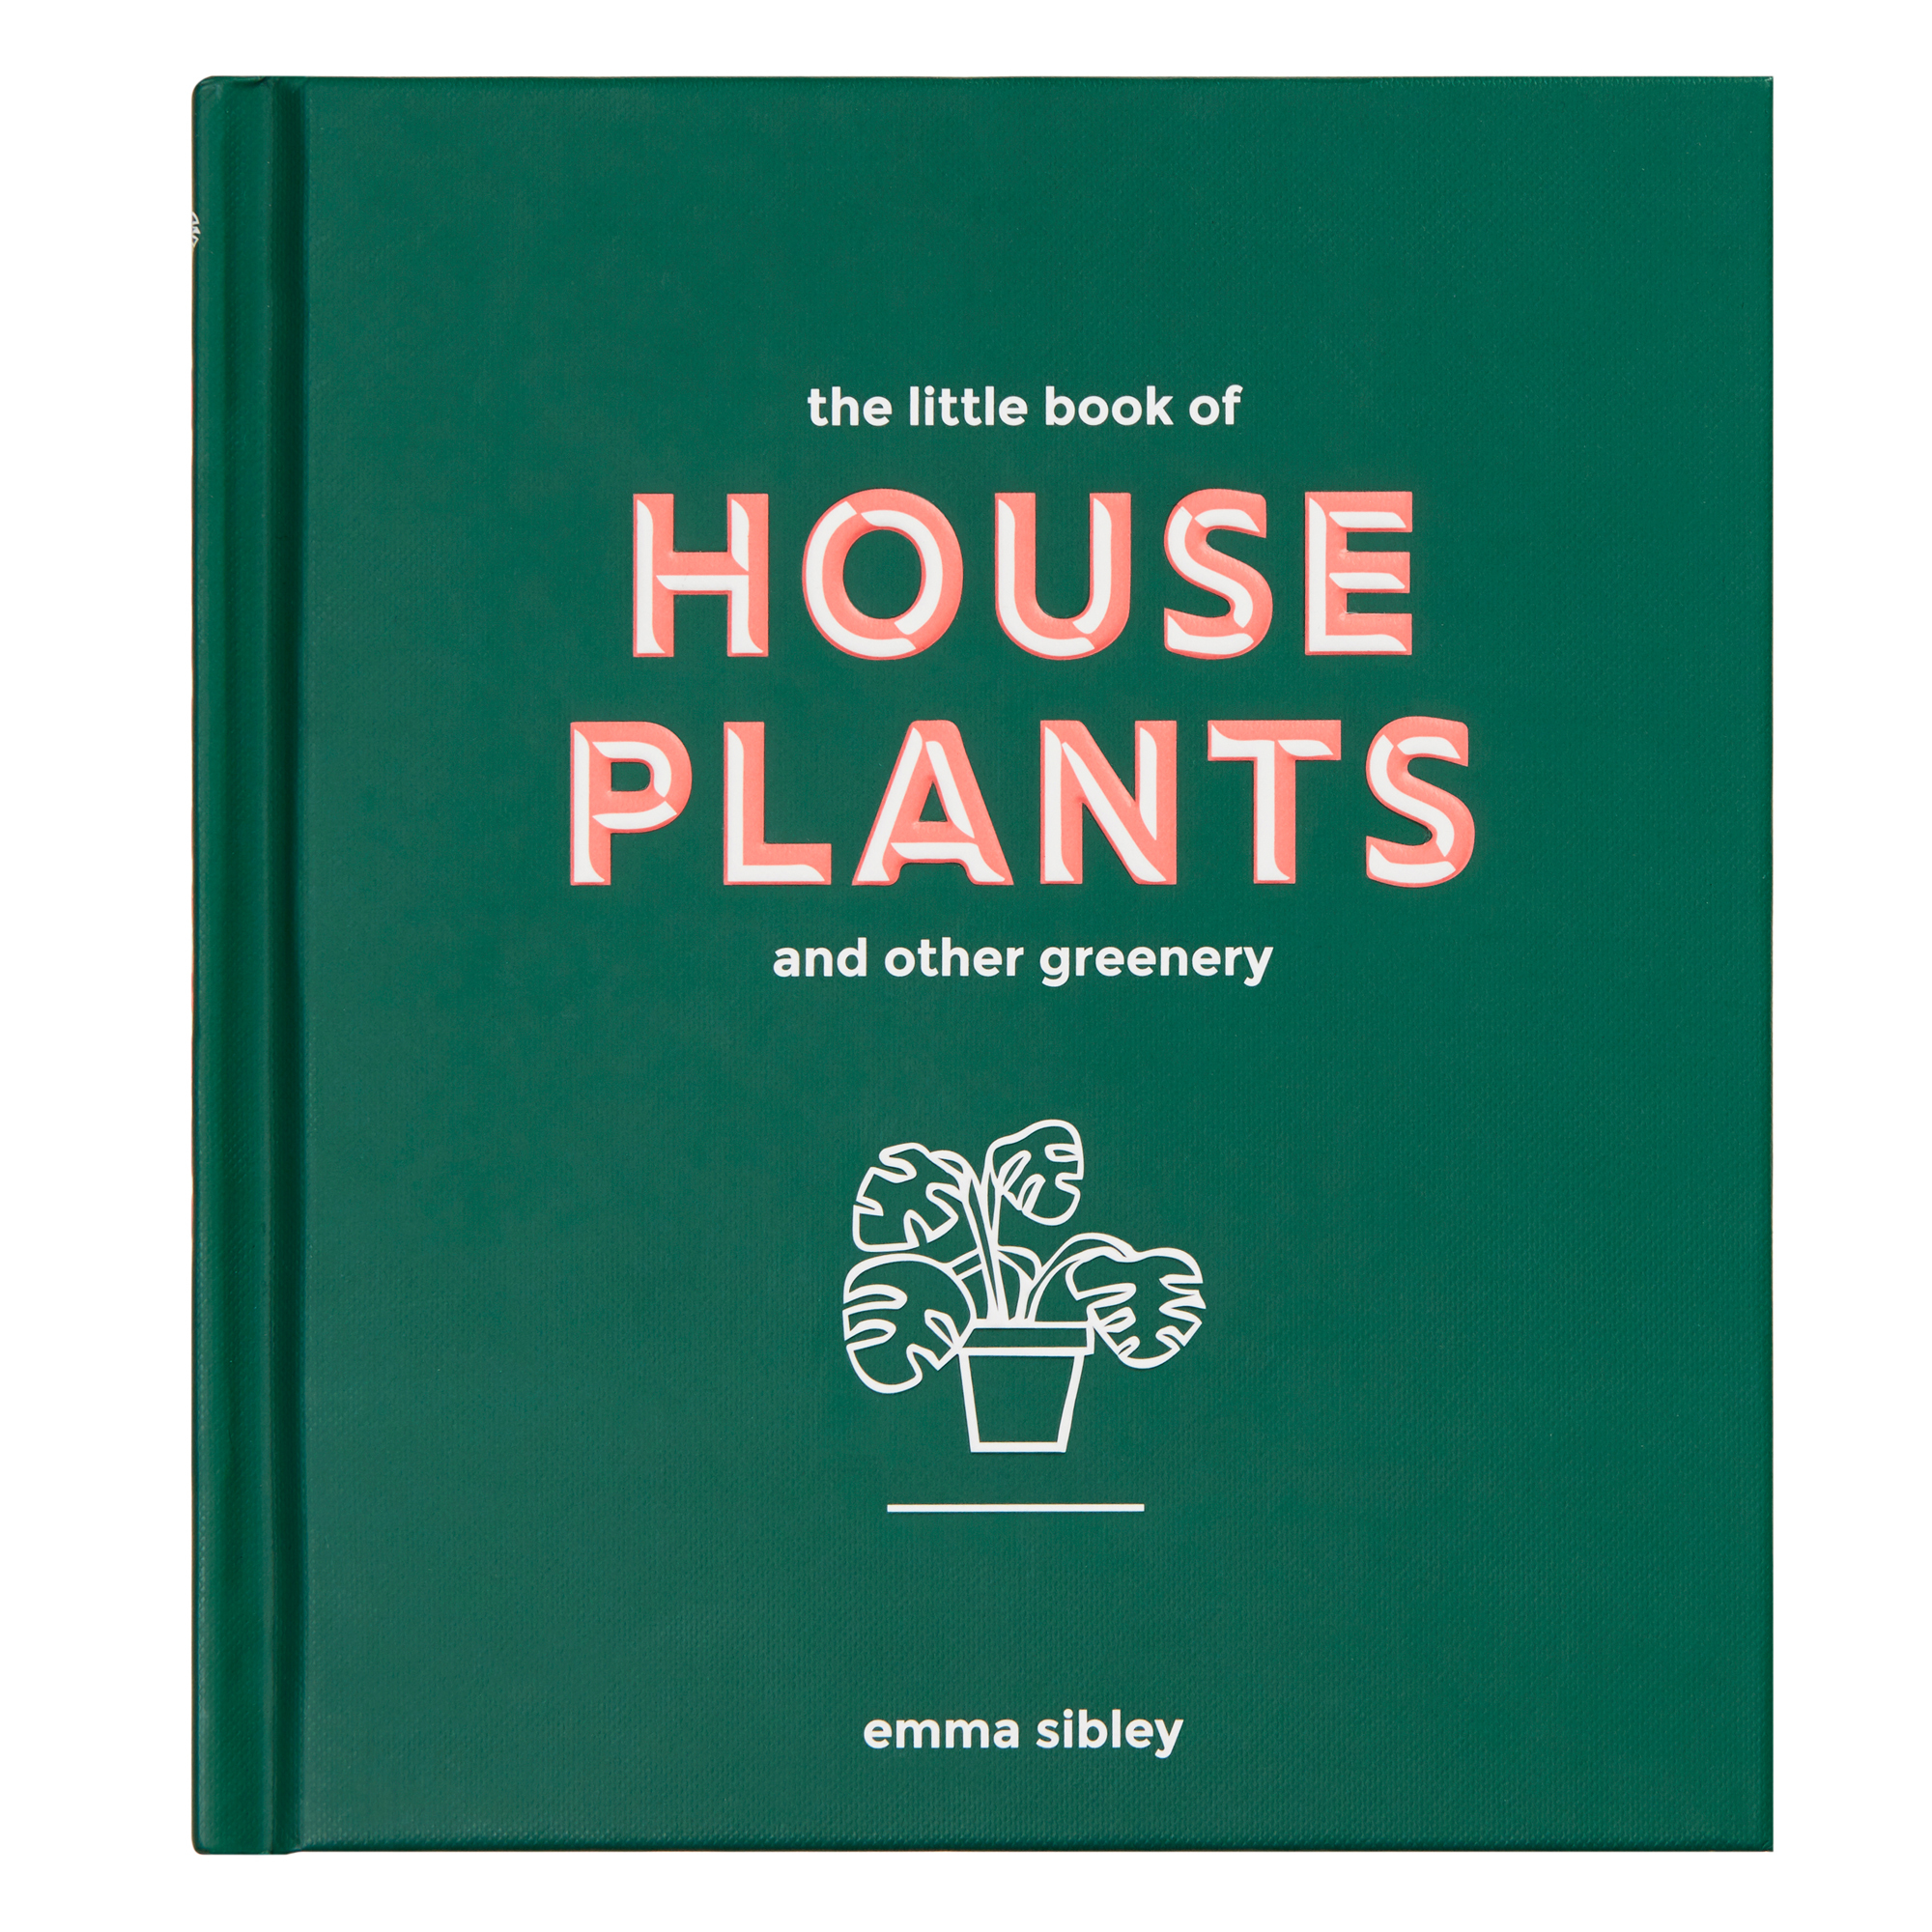 the little book of
HOUSE
PLANTS
and other greenery
emma sibley